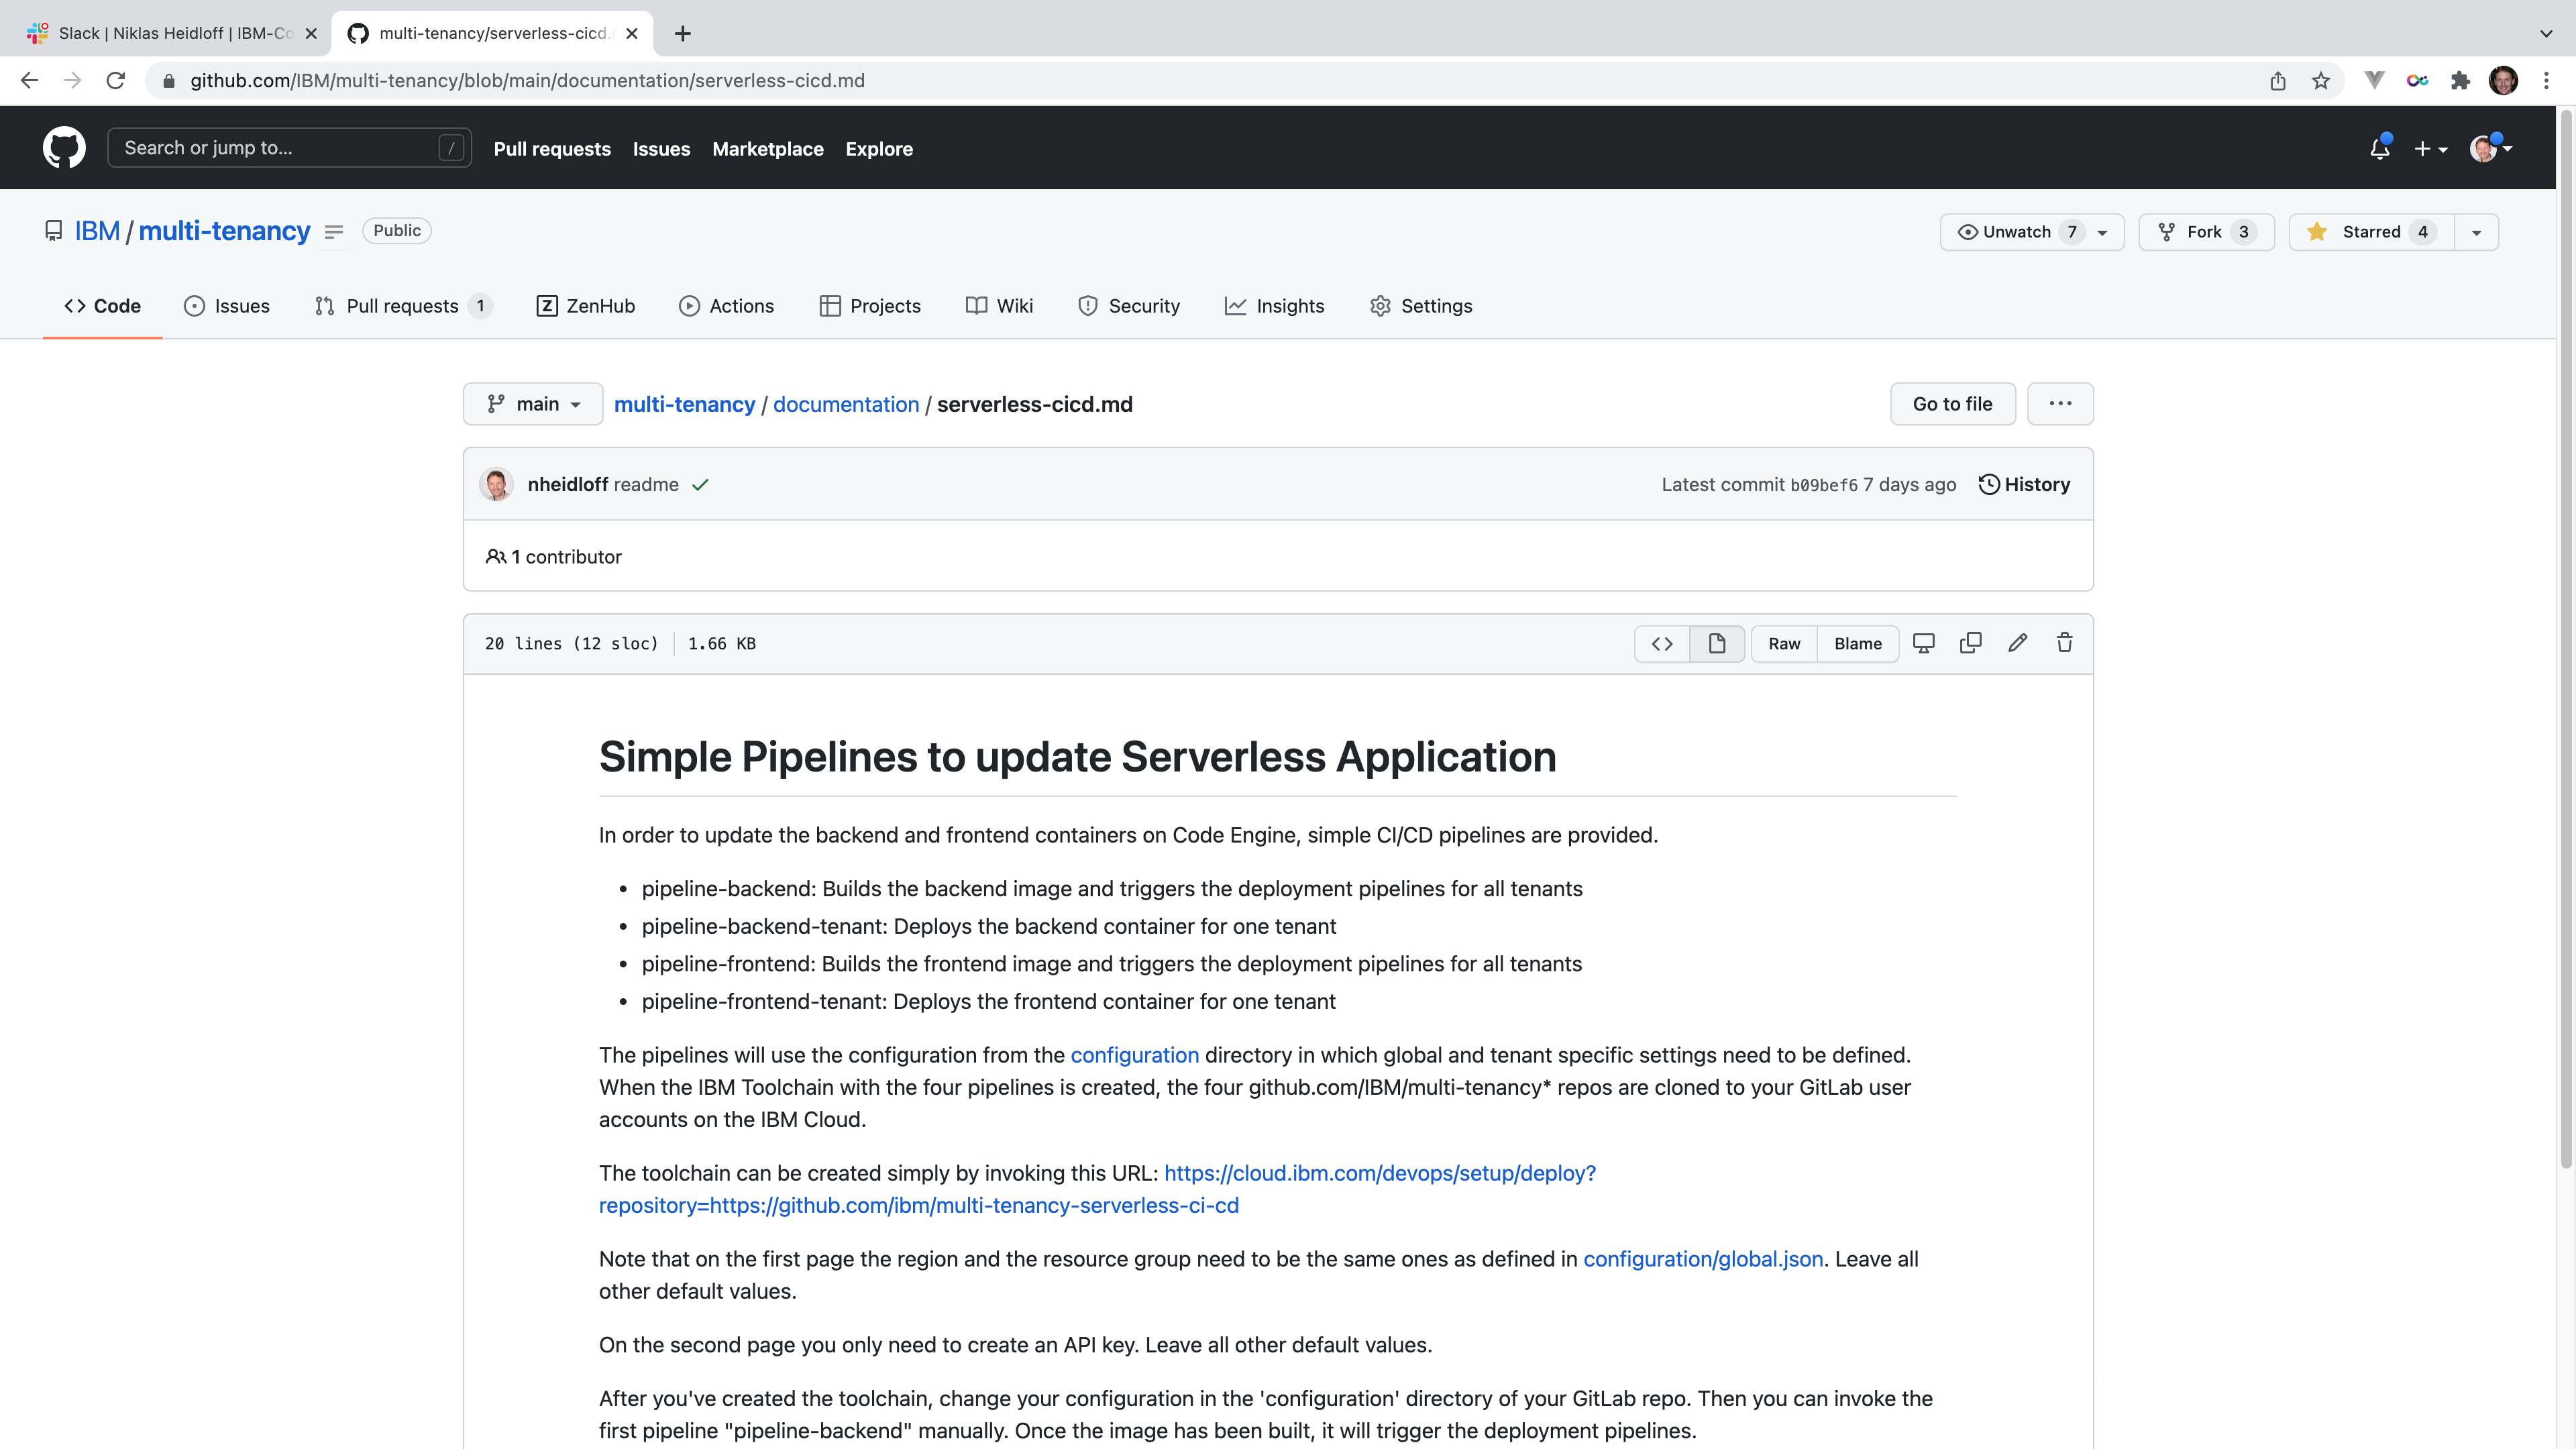 Slack | Niklas Heidloff | IBM-Co
multi-tenancy/serverless-cicd.
github.com/IBM/multi-tenancy/blob/main/documentation/serverless-cicd.md
Search or jump to... /
Pull requests Issues Marketplace Explore
IBM / multi-tenancy Public
Unwatch 7 Fork 3 Starred 4
Code Issues Pull requests 1 ZenHub Actions Projects Wiki Security Insights Settings
main multi-tenancy / documentation / serverless-cicd.md Go to file ...
nheidloff readme Latest commit b09bef6 7 days ago History
1 contributor
20 lines (12 sloc) 1.66 KB Raw Blame
Simple Pipelines to update Serverless Application
In order to update the backend and frontend containers on Code Engine, simple CI/CD pipelines are provided.
• pipeline-backend: Builds the backend image and triggers the deployment pipelines for all tenants
• pipeline-backend-tenant: Deploys the backend container for one tenant
• pipeline-frontend: Builds the frontend image and triggers the deployment pipelines for all tenants
• pipeline-frontend-tenant: Deploys the frontend container for one tenant
The pipelines will use the configuration from the configuration directory in which global and tenant specific settings need to be defined.
When the IBM Toolchain with the four pipelines is created, the four github.com/IBM/multi-tenancy* repos are cloned to your GitLab user
accounts on the IBM Cloud.
The toolchain can be created simply by invoking this URL: https://cloud.ibm.com/devops/setup/deploy?
repository=https://github.com/ibm/multi-tenancy-serverless-ci-cd
Note that on the first page the region and the resource group need to be the same ones as defined in configuration/global.json. Leave all
other default values.
On the second page you only need to create an API key. Leave all other default values.
After you've created the toolchain, change your configuration in the 'configuration' directory of your GitLab repo. Then you can invoke the
first pipeline "pipeline-backend" manually. Once the image has been built, it will trigger the deployment pipelines.